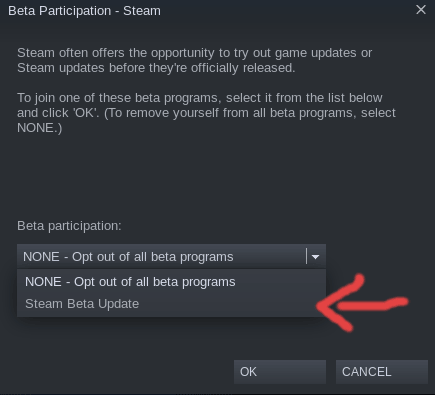 Beta Participation - Steam
Steam often offers the opportunity to try out game updates or
Steam updates before they're officially released.
To join one of these beta programs, select it from the list below
and click 'OK'. (To remove yourself from all beta programs, select
NONE.)
Beta participation:
NONE - Opt out of all beta programs
NONE - Opt out of all beta programs
Steam Beta Update
OK
CANCEL